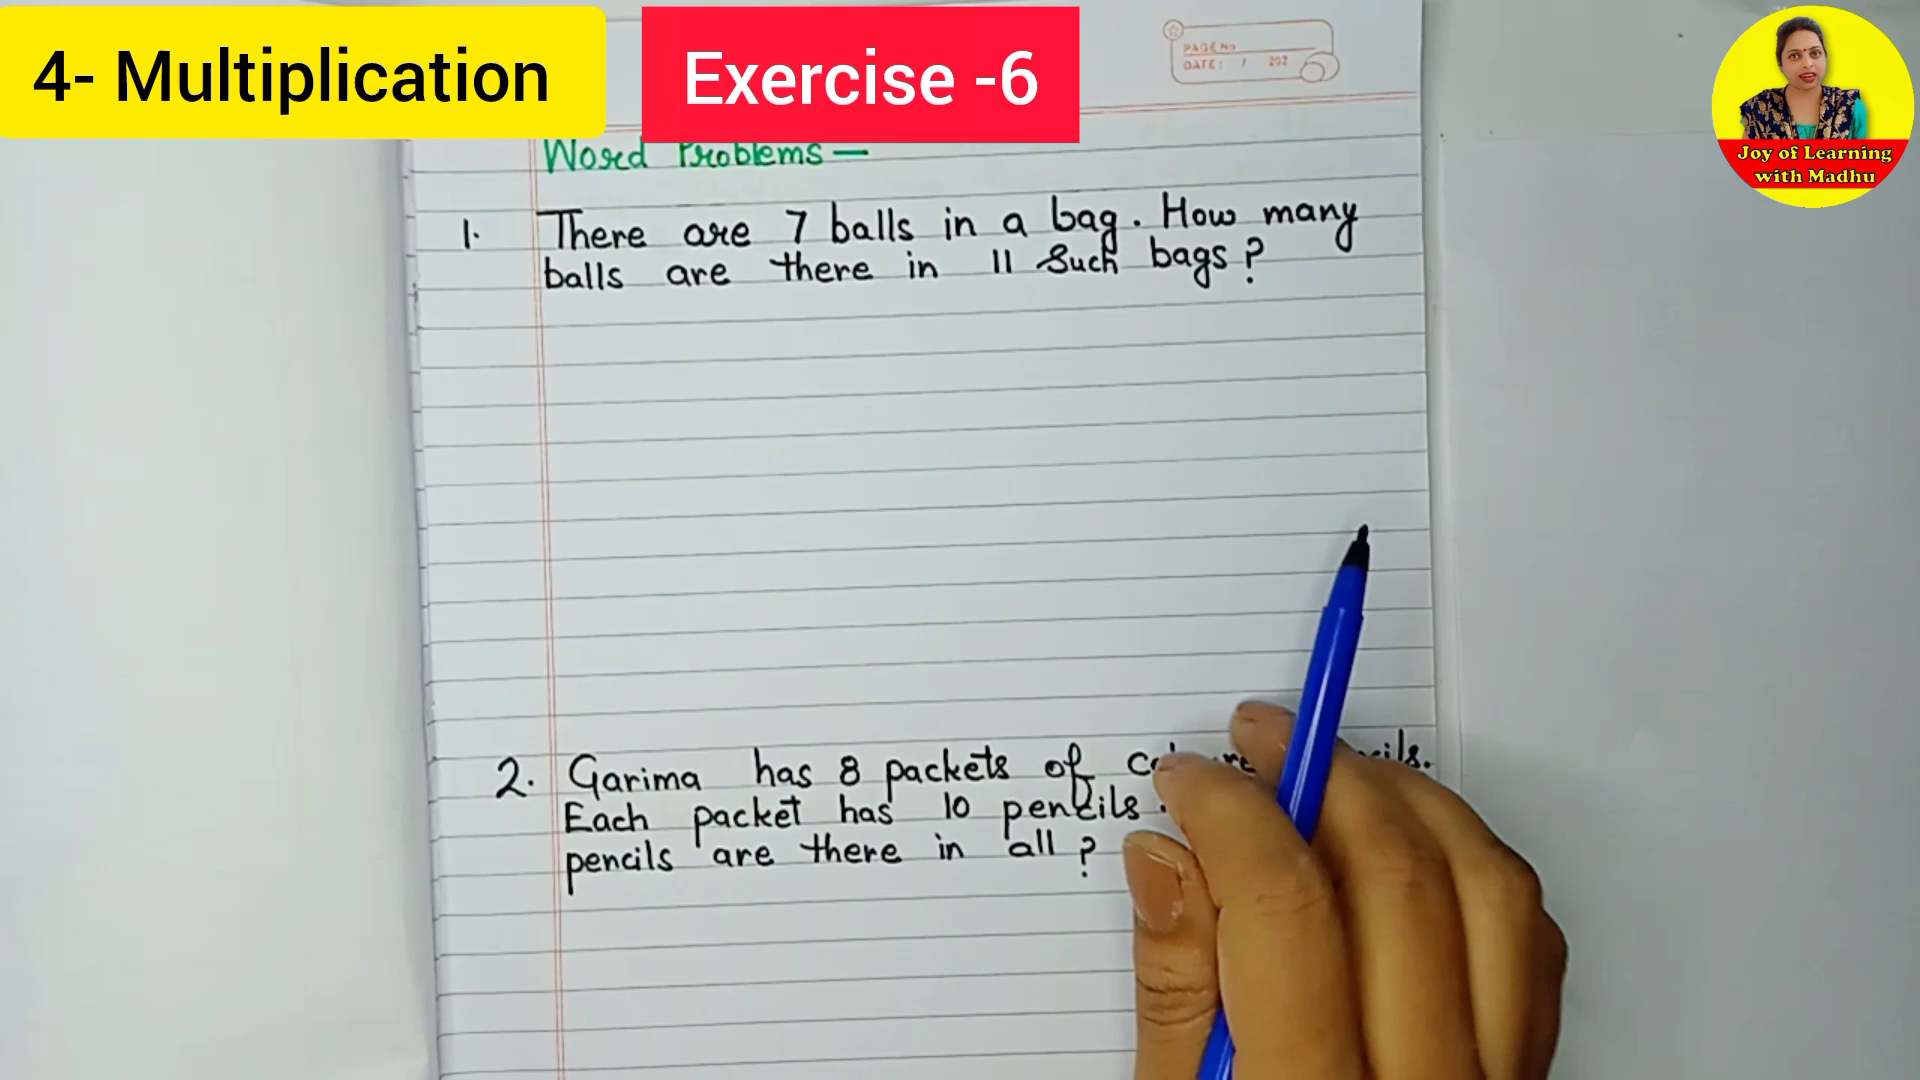 4- Multiplication
Exercise -6
PAGE No
DATE: / 202
Joy of Learning
with Madhu
Word Problems —
1. There are 7 balls in a bag. How many
balls are there in 11 Such bags?
2. Garima has 8 packets of
Each packet has 10 pencils.
pencils are there in all?